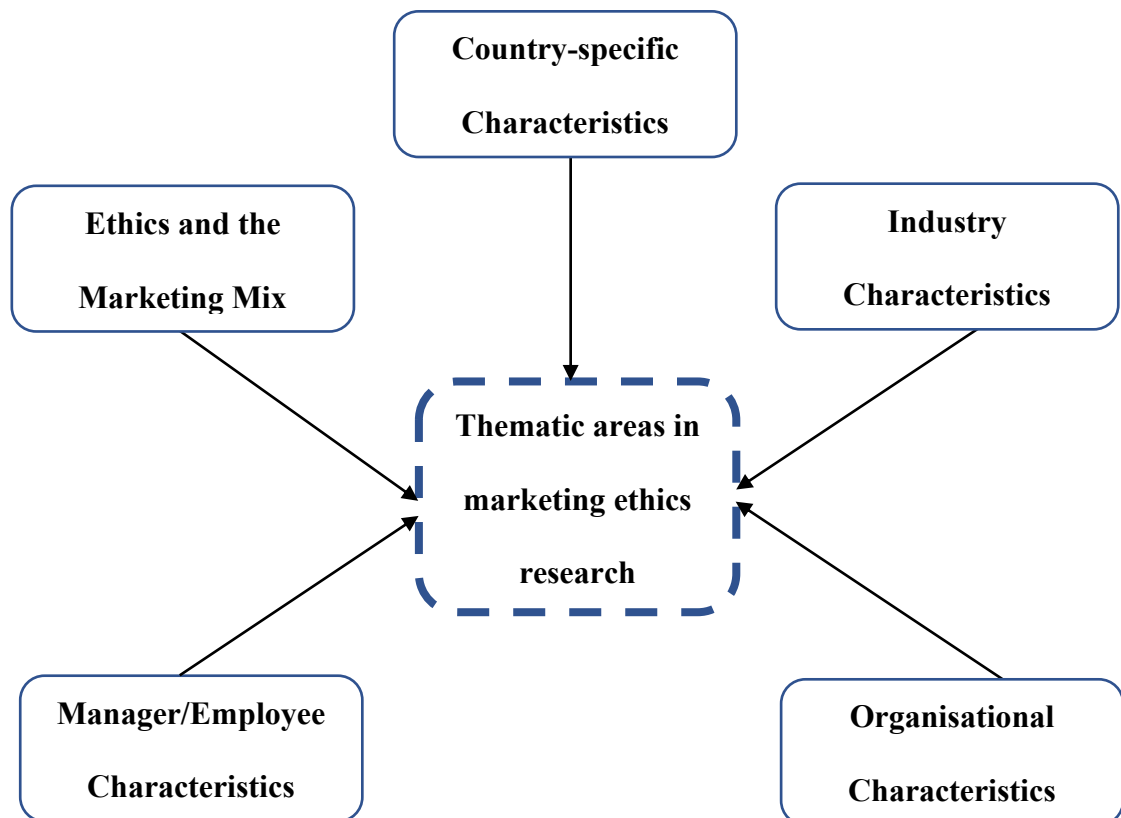 Country-specific
Characteristics
Ethics and the
Marketing Mix
Industry
Characteristics
Thematic areas in
marketing ethics
research
Manager/Employee
Characteristics
Organisational
Characteristics